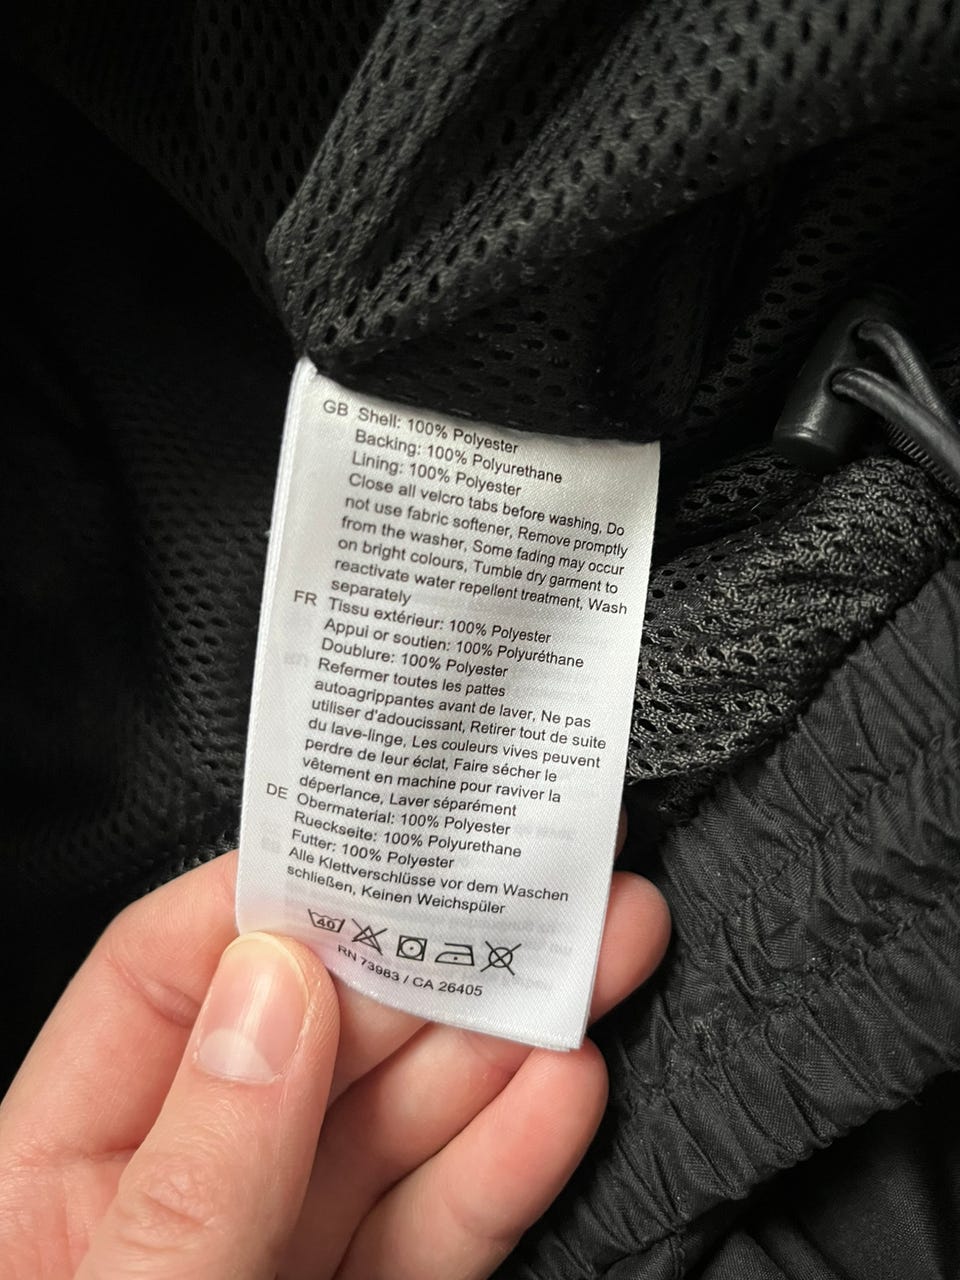 GB Shell: 100% Polyester
Backing: 100% Polyurethane
Lining: 100% Polyester
Close all velcro tabs before washing, Do
not use fabric softener, Remove promptly
from the washer, Some fading may occur
on bright colours, Tumble dry garment to
reactivate water repellent treatment, Wash
separately
FR Tissu extérieur: 100% Polyester
Appui or soutien: 100% Polyuréthane
Doublure: 100% Polyester
Refermer toutes les pattes
autoagrippantes avant de laver, Ne pas
utiliser d'adoucissant, Retirer tout de suite
du lave-linge, Les couleurs vives peuvent
perdre de leur éclat, Faire sécher le
vêtement en machine pour raviver la
déperlance, Laver séparément
DE Obermaterial: 100% Polyester
Rueckseite: 100% Polyurethane
Futter: 100% Polyester
Alle Klettverschlüsse vor dem Waschen
schließen, Keinen Weichspüler
40
RN 73983 / CA 26405